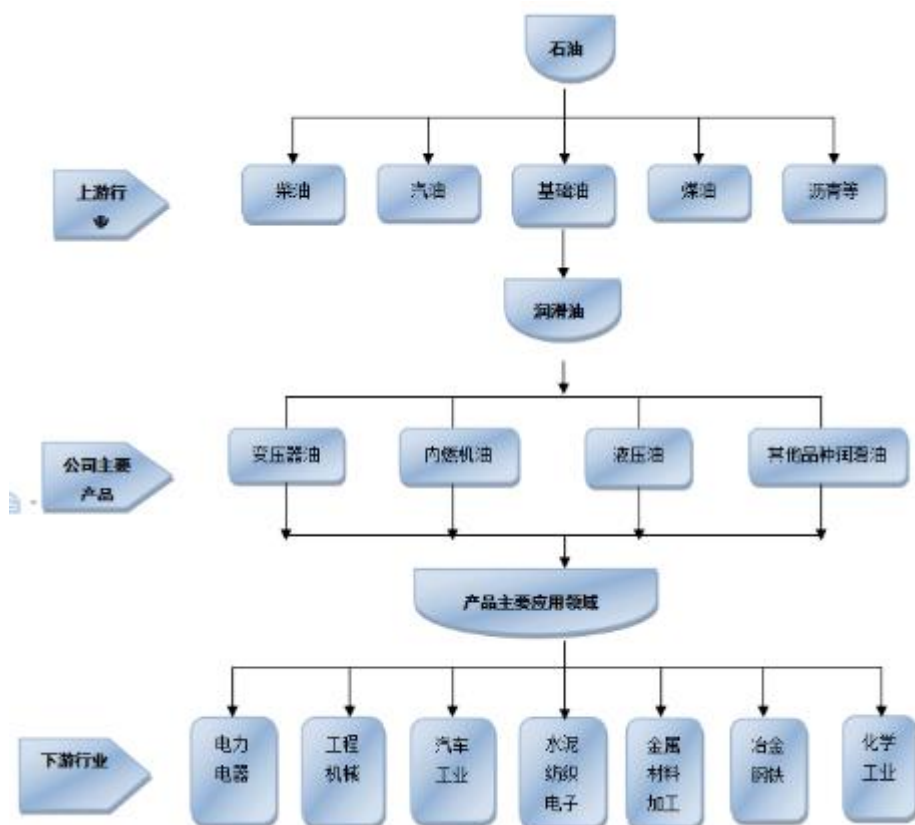 石油
上游行
业
柴油
汽油
基础油
煤油
沥青等
润滑油
公司主要
产品
变压器油
内燃机油
液压油
其他品种润滑油
产品主要应用领域
下游行业
电力
电器
工程
机械
汽车
工业
水泥
纺织
电子
金属
材料
加工
冶金
钢铁
化学
工业